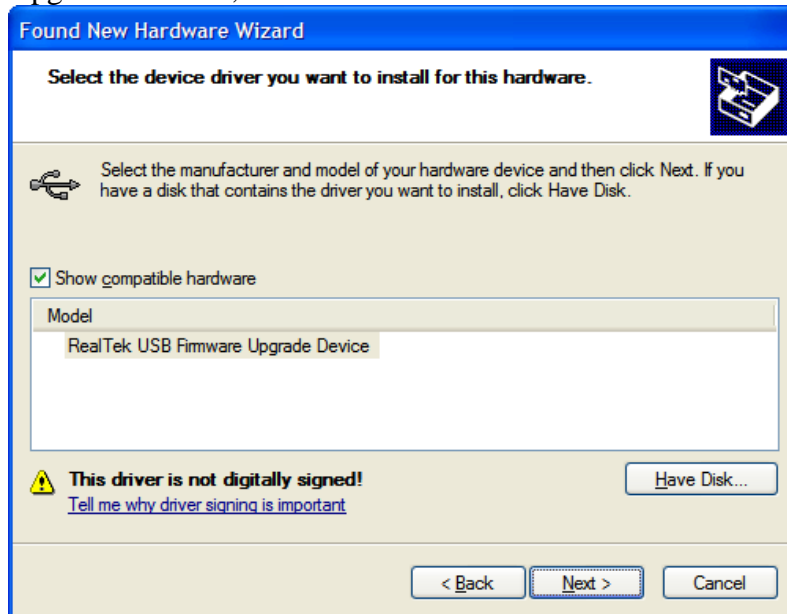 Found New Hardware Wizard
Select the device driver you want to install for this hardware.
Select the manufacturer and model of your hardware device and then click Next. If you
have a disk that contains the driver you want to install, click Have Disk.
Show compatible hardware
Model
RealTek USB Firmware Upgrade Device
This driver is not digitally signed!
Have Disk...
Tell me why driver signing is important
< Back Next > Cancel